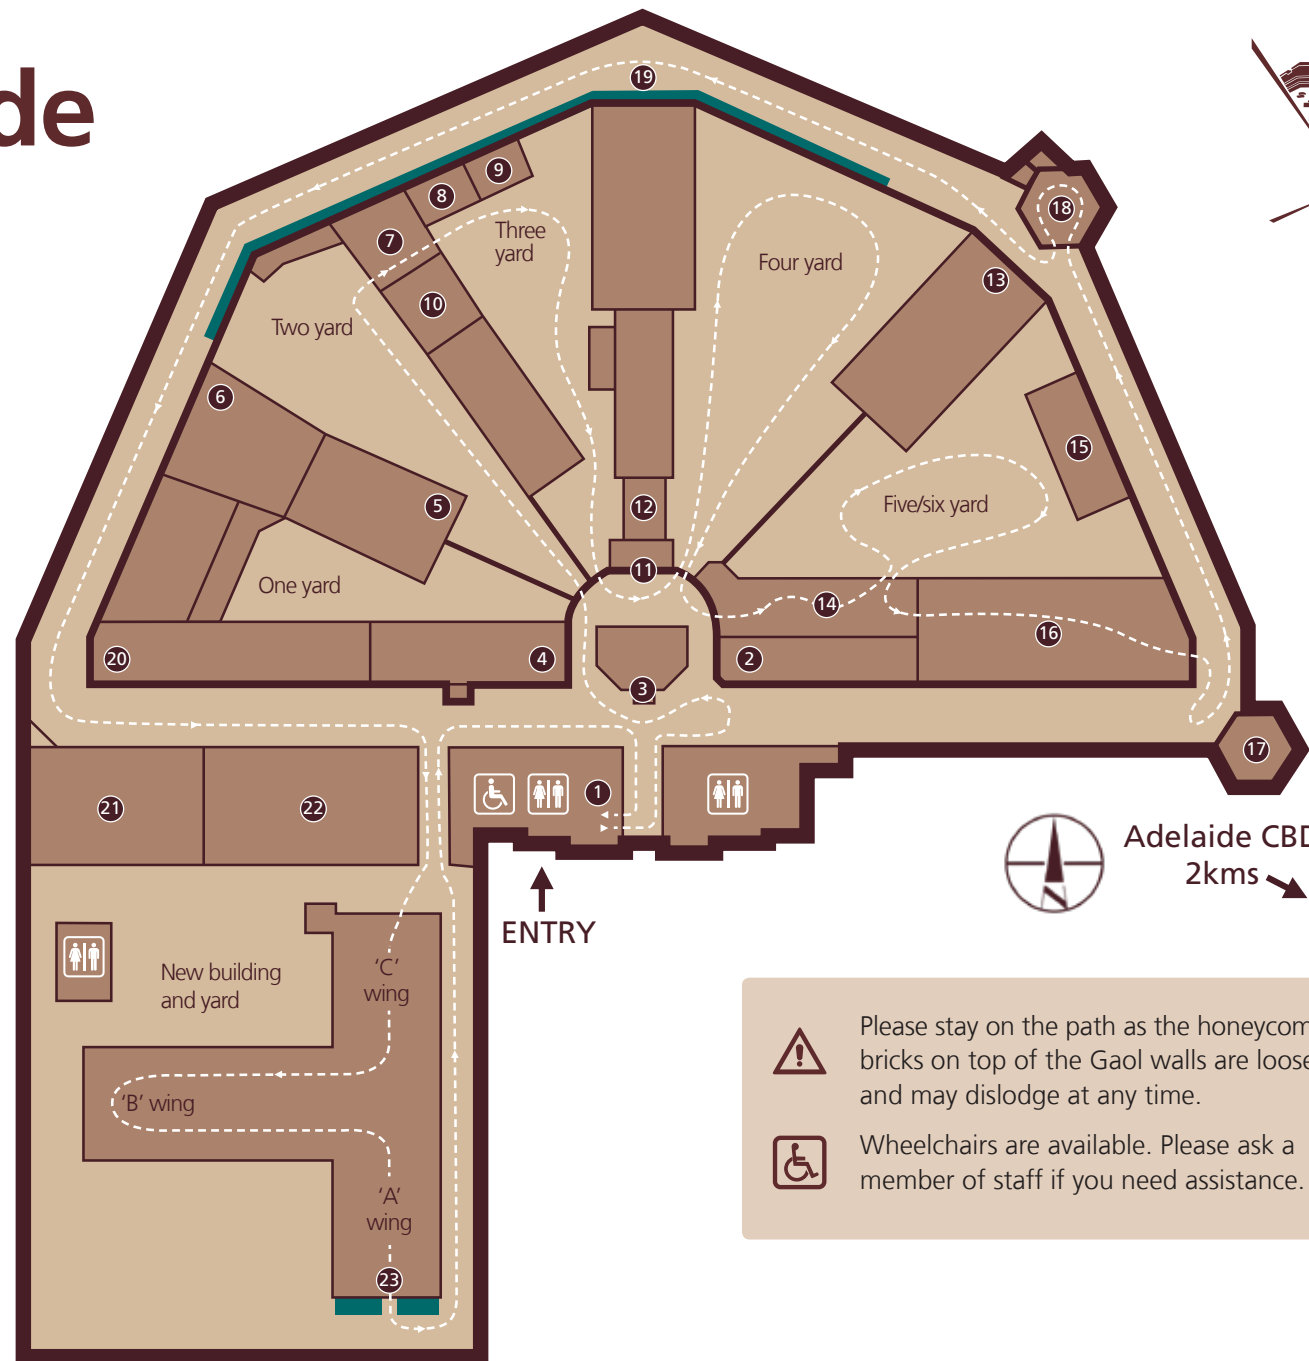 de
19
18
9
8
7
Three
yard
Four yard
13
10
Two yard
6
15
5
12
Five/six yard
11
One yard
14
16
20
4
2
3
17
21
22
1
Adelaide CBD
2kms
N
ENTRY
New building
and yard
‘C’
wing
‘B’ wing
‘A’
wing
23
Please stay on the path as the honeycom
bricks on top of the Gaol walls are loose
and may dislodge at any time.
Wheelchairs are available. Please ask a
member of staff if you need assistance.